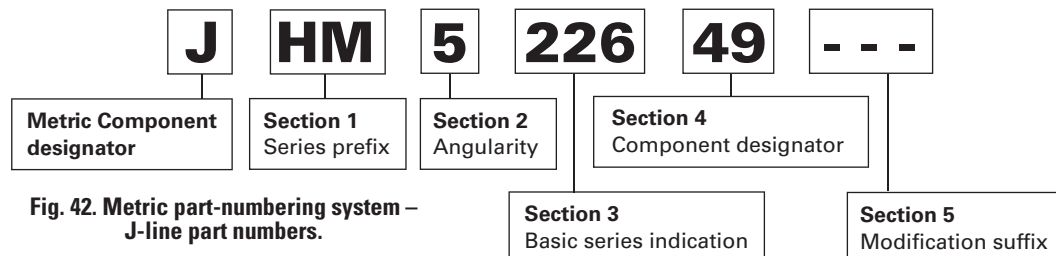 J HM 5 226 49 - - -
Metric Component
designator
Section 1
Series prefix
Section 2
Angularity
Section 4
Component designator
Fig. 42. Metric part-numbering system –
J-line part numbers.
Section 3
Basic series indication
Section 5
Modification suffix